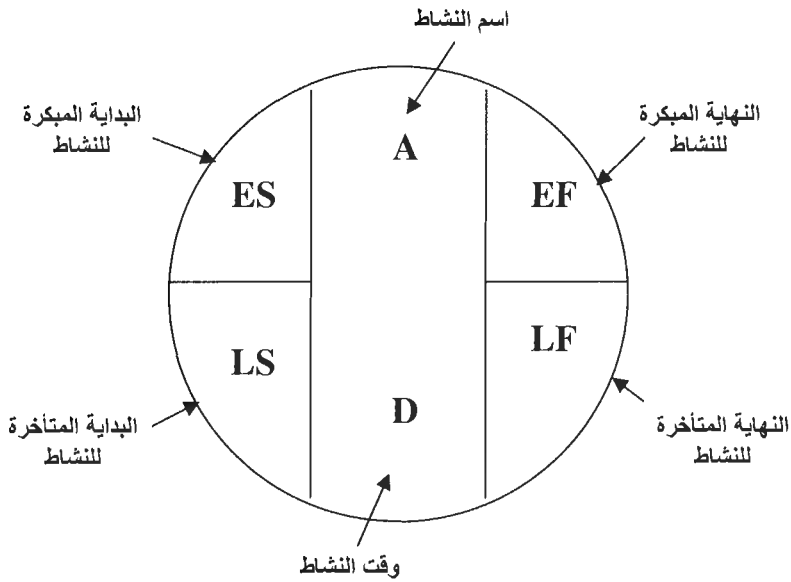 اسم النشاط
البداية المبكرة
للنشاط
النهاية المبكرة
للنشاط
A
ES
EF
LS
LF
D
البداية المتأخرة
للنشاط
النهاية المتأخرة
للنشاط
وقت النشاط